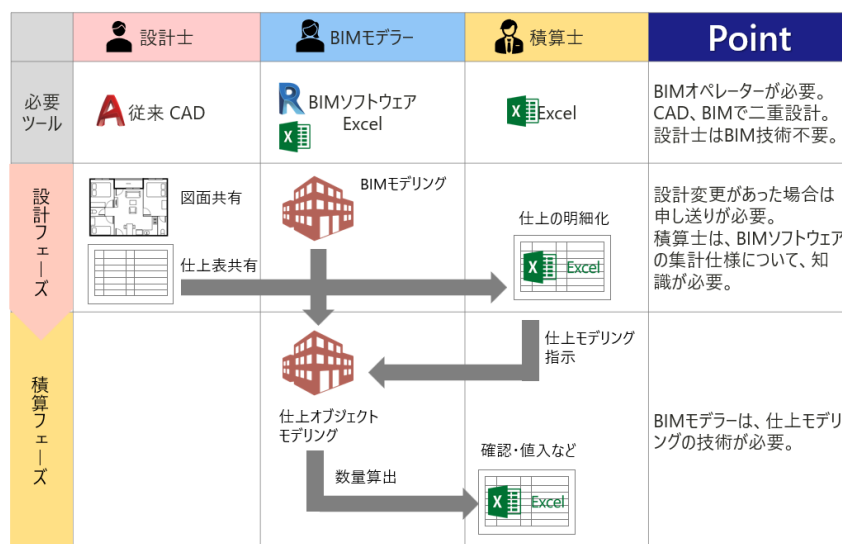 設計士
BIMモデラー
積算士
Point
必要
ツール
従来 CAD
BIMソフトウェア
Excel
Excel
BIMオペレーターが必要。
CAD、BIMで二重設計。
設計士はBIM技術不要。
設計フェーズ
図面共有
仕上表共有
BIMモデリング
仕上の明細化
Excel
設計変更があった場合は
申し送りが必要。
積算士は、BIMソフトウェア
の集計仕様について、知
識が必要。
積算フェーズ
仕上モデリング
指示
仕上オブジェクト
モデリング
数量算出
確認・値入など
Excel
BIMモデラーは、仕上モデリ
ングの技術が必要。